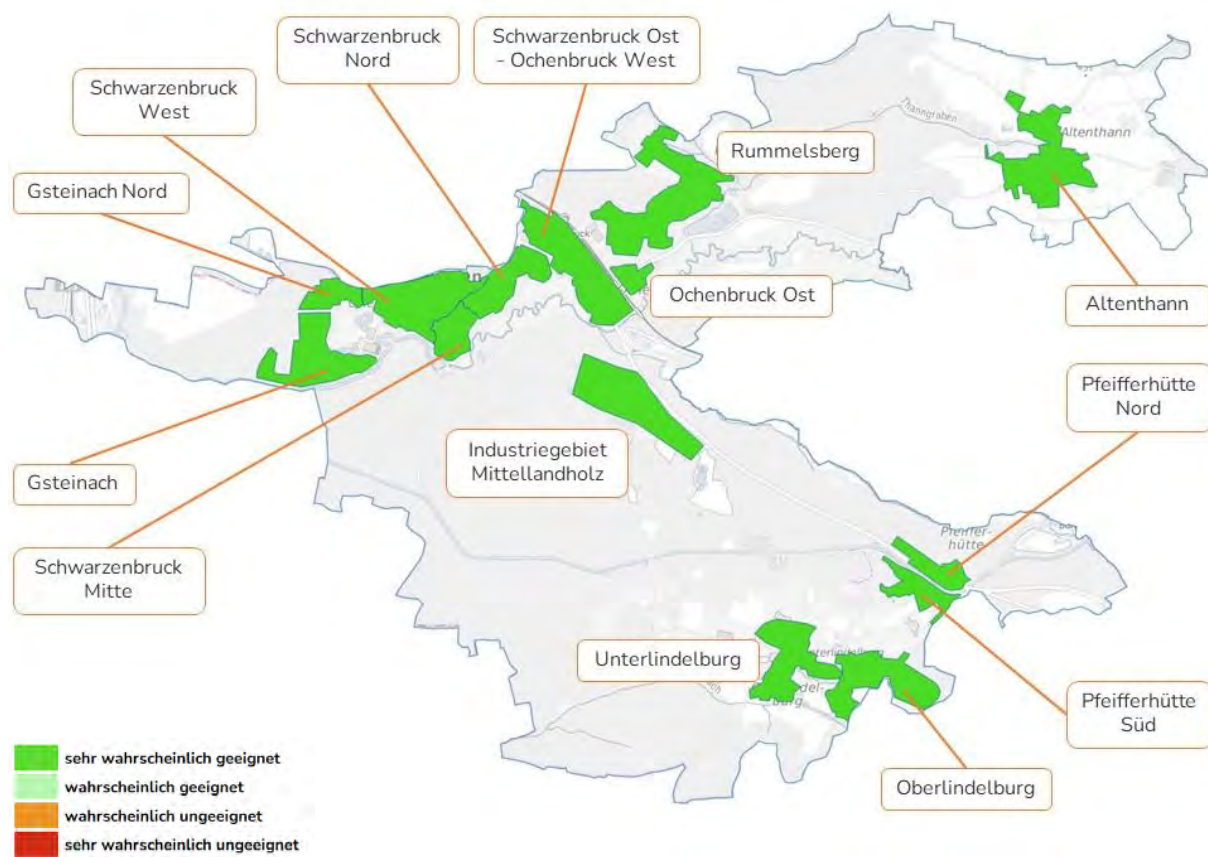 Schwarzenbruck
Nord
Schwarzenbruck Ost
- Ochenbruck West
Schwarzenbruck
West
Thanngraben
Altenthann
Rummelsberg
Gsteinach Nord
Ochenbruck Ost
Altenthann
Pfeifferhütte
Nord
Industriegebiet
Mittellandholz
Gsteinach
Pfeiffer-
hütte
Schwarzenbruck
Mitte
Unterlindelburg
Pfeifferhütte
Süd
Oberlindelburg
sehr wahrscheinlich geeignet
wahrscheinlich geeignet
wahrscheinlich ungeeignet
sehr wahrscheinlich ungeeignet